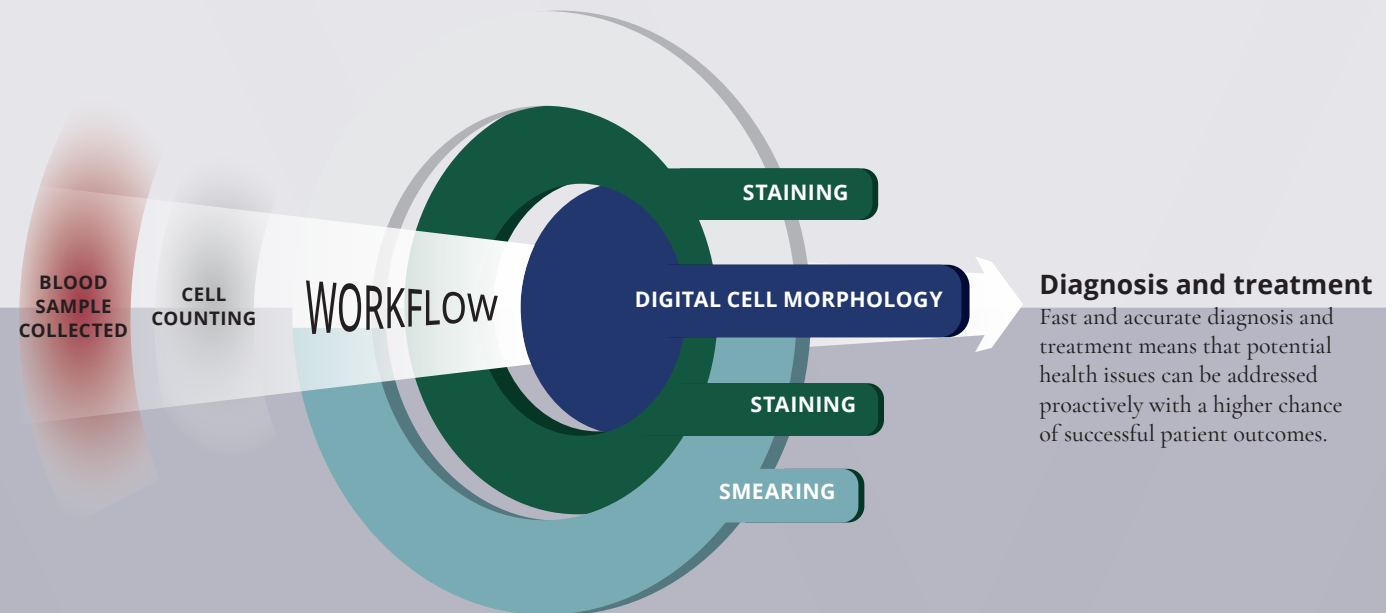 BLOOD
SAMPLE
COLLECTED
CELL
COUNTING
WORKFLOW
STAINING
DIGITAL CELL MORPHOLOGY
STAINING
SMEARING
Diagnosis and treatment
Fast and accurate diagnosis and
treatment means that potential
health issues can be addressed
proactively with a higher chance
of successful patient outcomes.